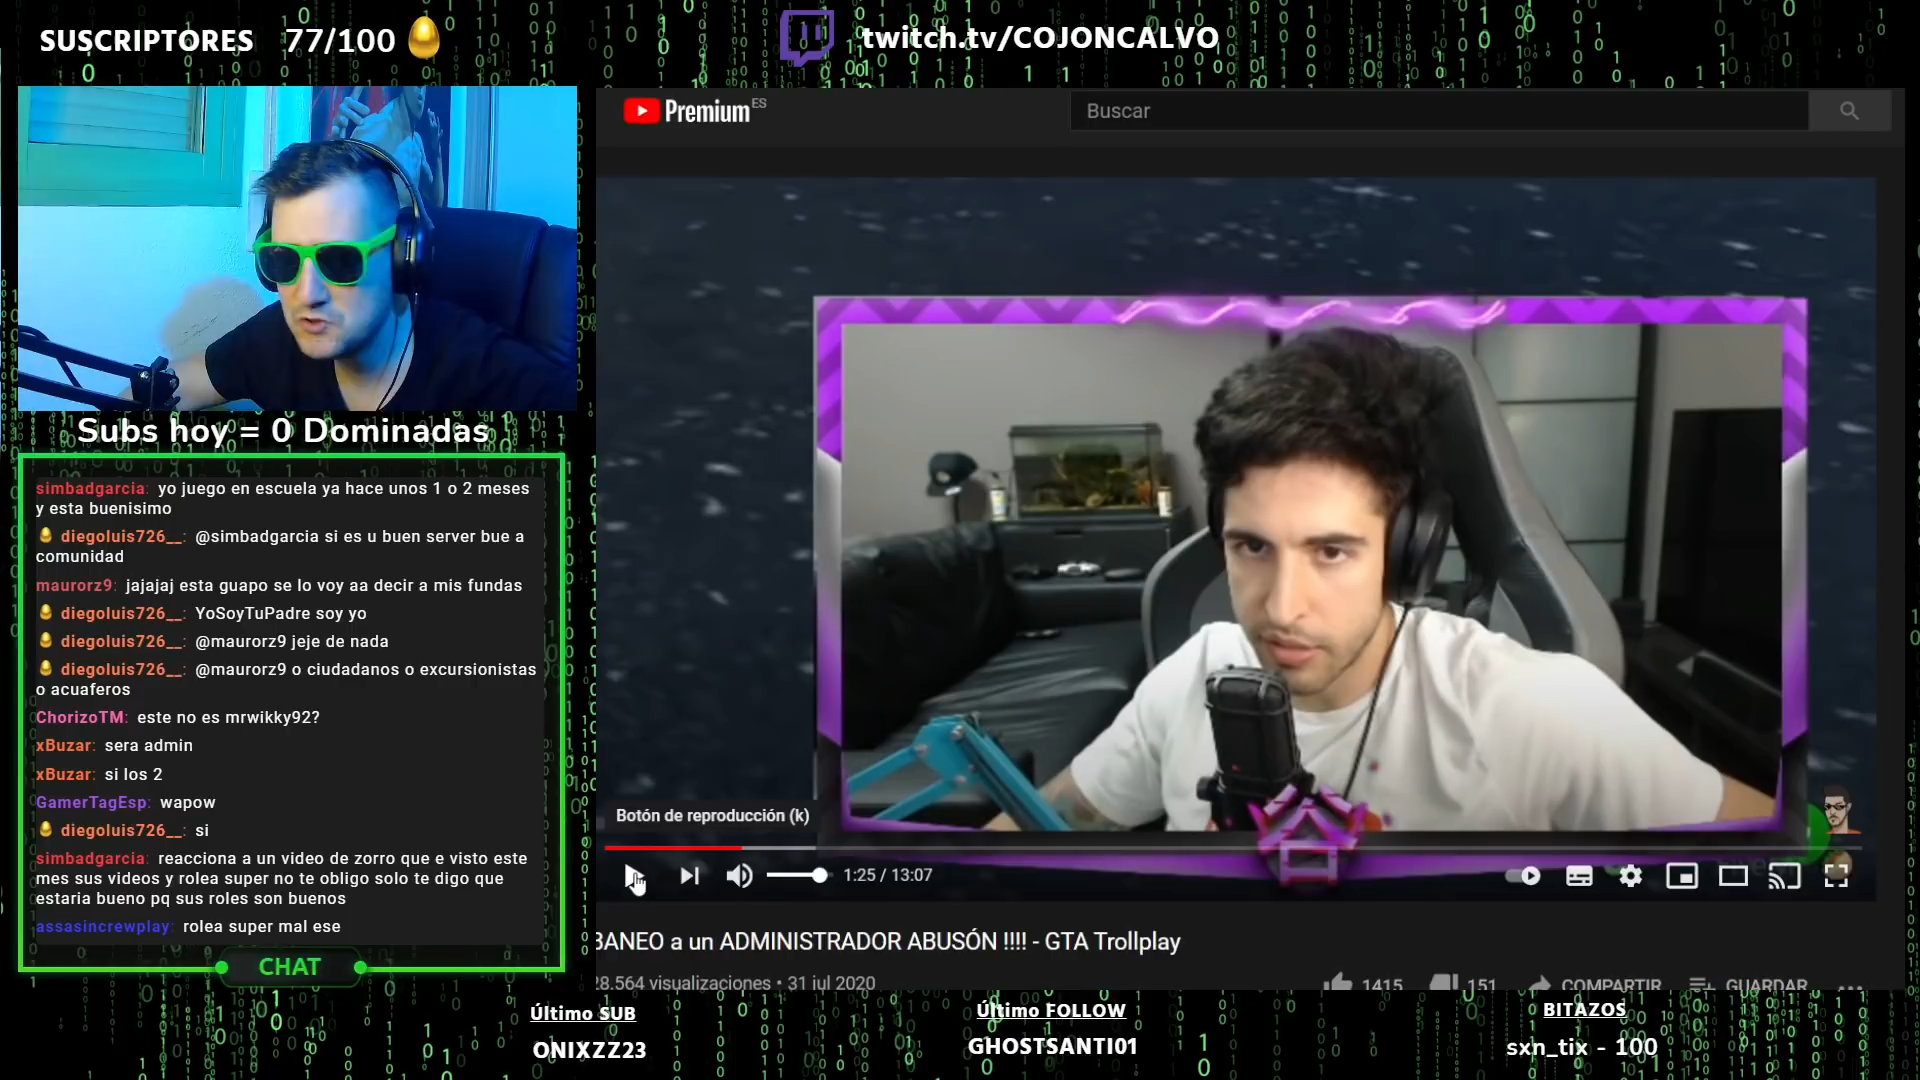 SUSCRIPTORES 77/100
twitch.tv/COJONCALVO
Premium ES
Buscar
Subs hoy = 0 Dominadas
simbadgarcia: yo juego en escuela ya hace unos 1 o 2 meses
y esta buenisimo
diegoluis726__: @simbadgarcia si es u buen server bue a
comunidad
maurorz9: jajajaj esta guapo se lo voy aa decir a mis fundas
diegoluis726__: YoSoyTuPadre soy yo
diegoluis726__: @maurorz9 jeje de nada
diegoluis726__: @maurorz9 o ciudadanos o excursionistas
o acuaferos
ChorizoTM: este no es mrwikky92?
xBuzar: sera admin
xBuzar: si los 2
GamerTagEsp: wapow
diegoluis726__: si
simbadgarcia: reacciona a un video de zorro que e visto este
mes sus videos y rolea super no te obligo solo te digo que
estaria bueno pq sus roles son buenos
assasincrewplay: rolea super mal ese
CHAT
Botón de reproducción (k)
1:25 / 13:07
BANEO a un ADMINISTRADOR ABUSÓN !!!! - GTA Trollplay
28.564 visualizaciones • 31 jul 2020
1415 151 COMPARTIR GUARDAR
Último SUB
ONIXZZ23
Último FOLLOW
GHOSTSANTI01
BITAZOS
sxn_tix - 100